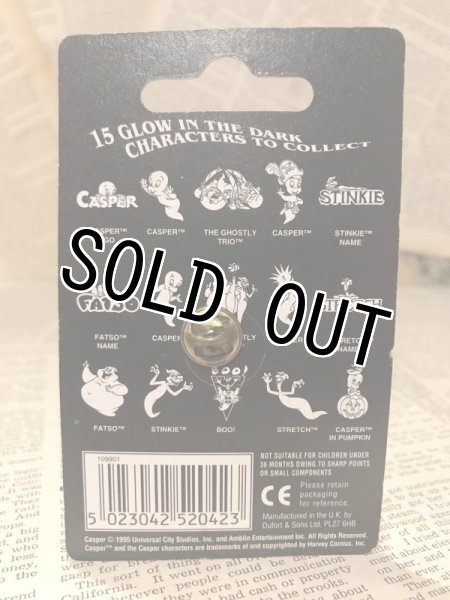 15 GLOW IN THE DARK
CHARACTERS TO COLLECT
CASPER
STINKIE
CASPER™
THE GHOSTLY
TRIO™
CASPER™
STINKIE™
NAME
SOLD OUT
FATSO
FATSO™
NAME
NAME
BOO!
FATSO™
STINKIE™
BOO!
STRETCH™
CASPER™
IN PUMPKIN
109901
5 023042 520423
NOT SUITABLE FOR CHILDREN UNDER
36 MONTHS OWING TO SHARP POINTS
OR SMALL COMPONENTS
CE
Please retain
packaging
for reference.
Manufactured in the U.K. by
Dufort & Sons Ltd. PL27 6HB
Casper © 1995 Universal City Studios, Inc. and Amblin Entertainment Inc. All Rights Reserved.
Casper™ and the Casper characters are trademarks of and copyrighted by Harvey Comics, Inc.